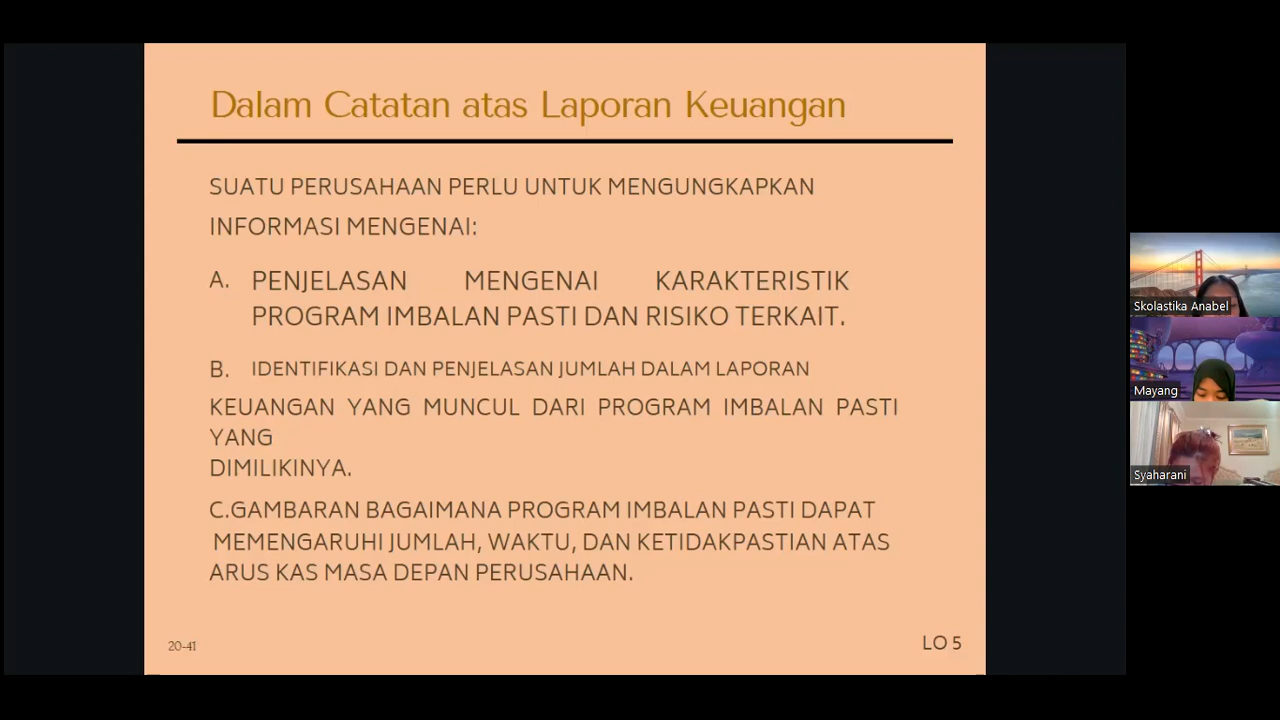 Dalam Catatan atas Laporan Keuangan
SUATU PERUSAHAAN PERLU UNTUK MENGUNGKAPKAN
INFORMASI MENGENAI:
A. PENJELASAN MENGENAI KARAKTERISTIK
PROGRAM IMBALAN PASTI DAN RISIKO TERKAIT.
B. IDENTIFIKASI DAN PENJELASAN JUMLAH DALAM LAPORAN
KEUANGAN YANG MUNCUL DARI PROGRAM IMBALAN PASTI
YANG
DIMILIKINYA.
C.GAMBARAN BAGAIMANA PROGRAM IMBALAN PASTI DAPAT
MEMENGARUHI JUMLAH, WAKTU, DAN KETIDAKPASTIAN ATAS
ARUS KAS MASA DEPAN PERUSAHAAN.
20-41
LO 5
Skolastika Anabel
Mayang
Syaharani